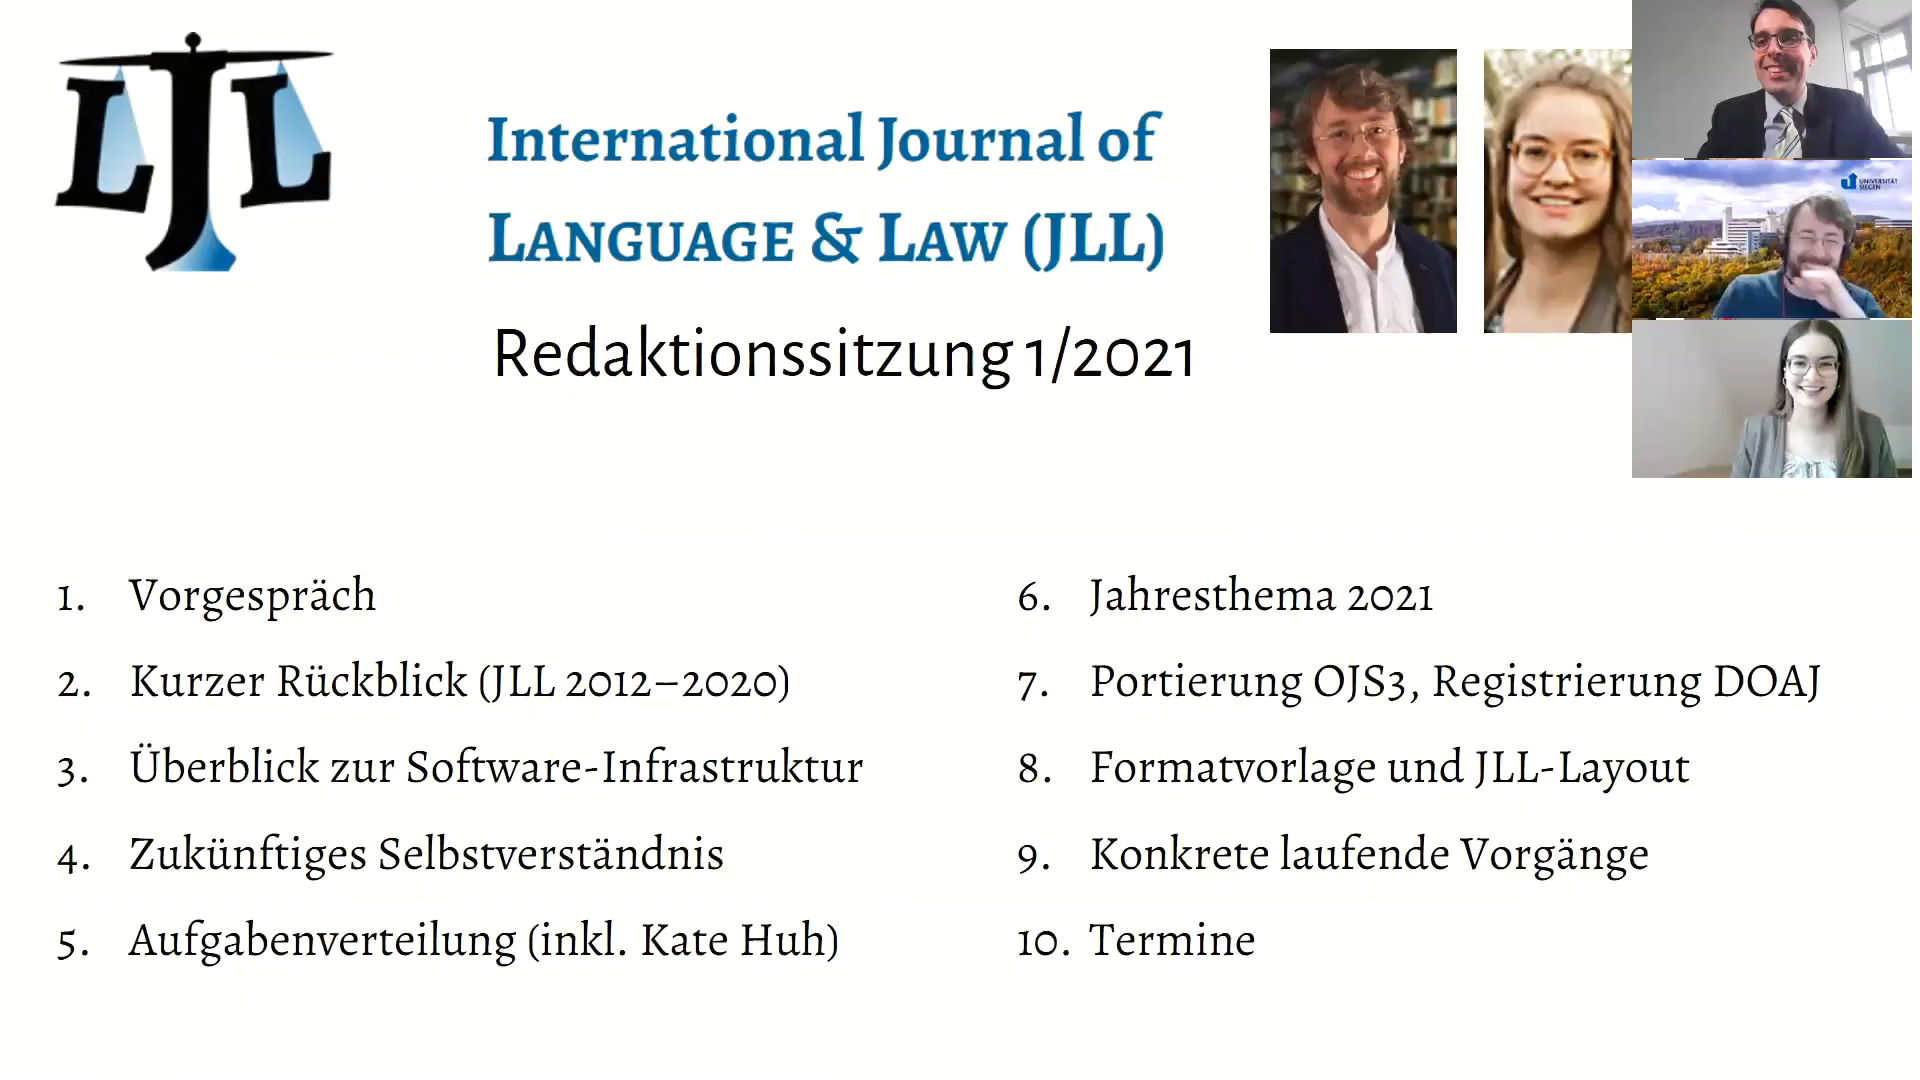 LJL
International Journal of
LANGUAGE & LAW (JLL)
Redaktionssitzung 1/2021
UNIVERSITÄT
SIEGEN
1. Vorgespräch
2. Kurzer Rückblick (JLL 2012–2020)
3. Überblick zur Software-Infrastruktur
4. Zukünftiges Selbstverständnis
5. Aufgabenverteilung (inkl. Kate Huh)
6. Jahresthema 2021
7. Portierung OJS3, Registrierung DOAJ
8. Formatvorlage und JLL-Layout
9. Konkrete laufende Vorgänge
10. Termine